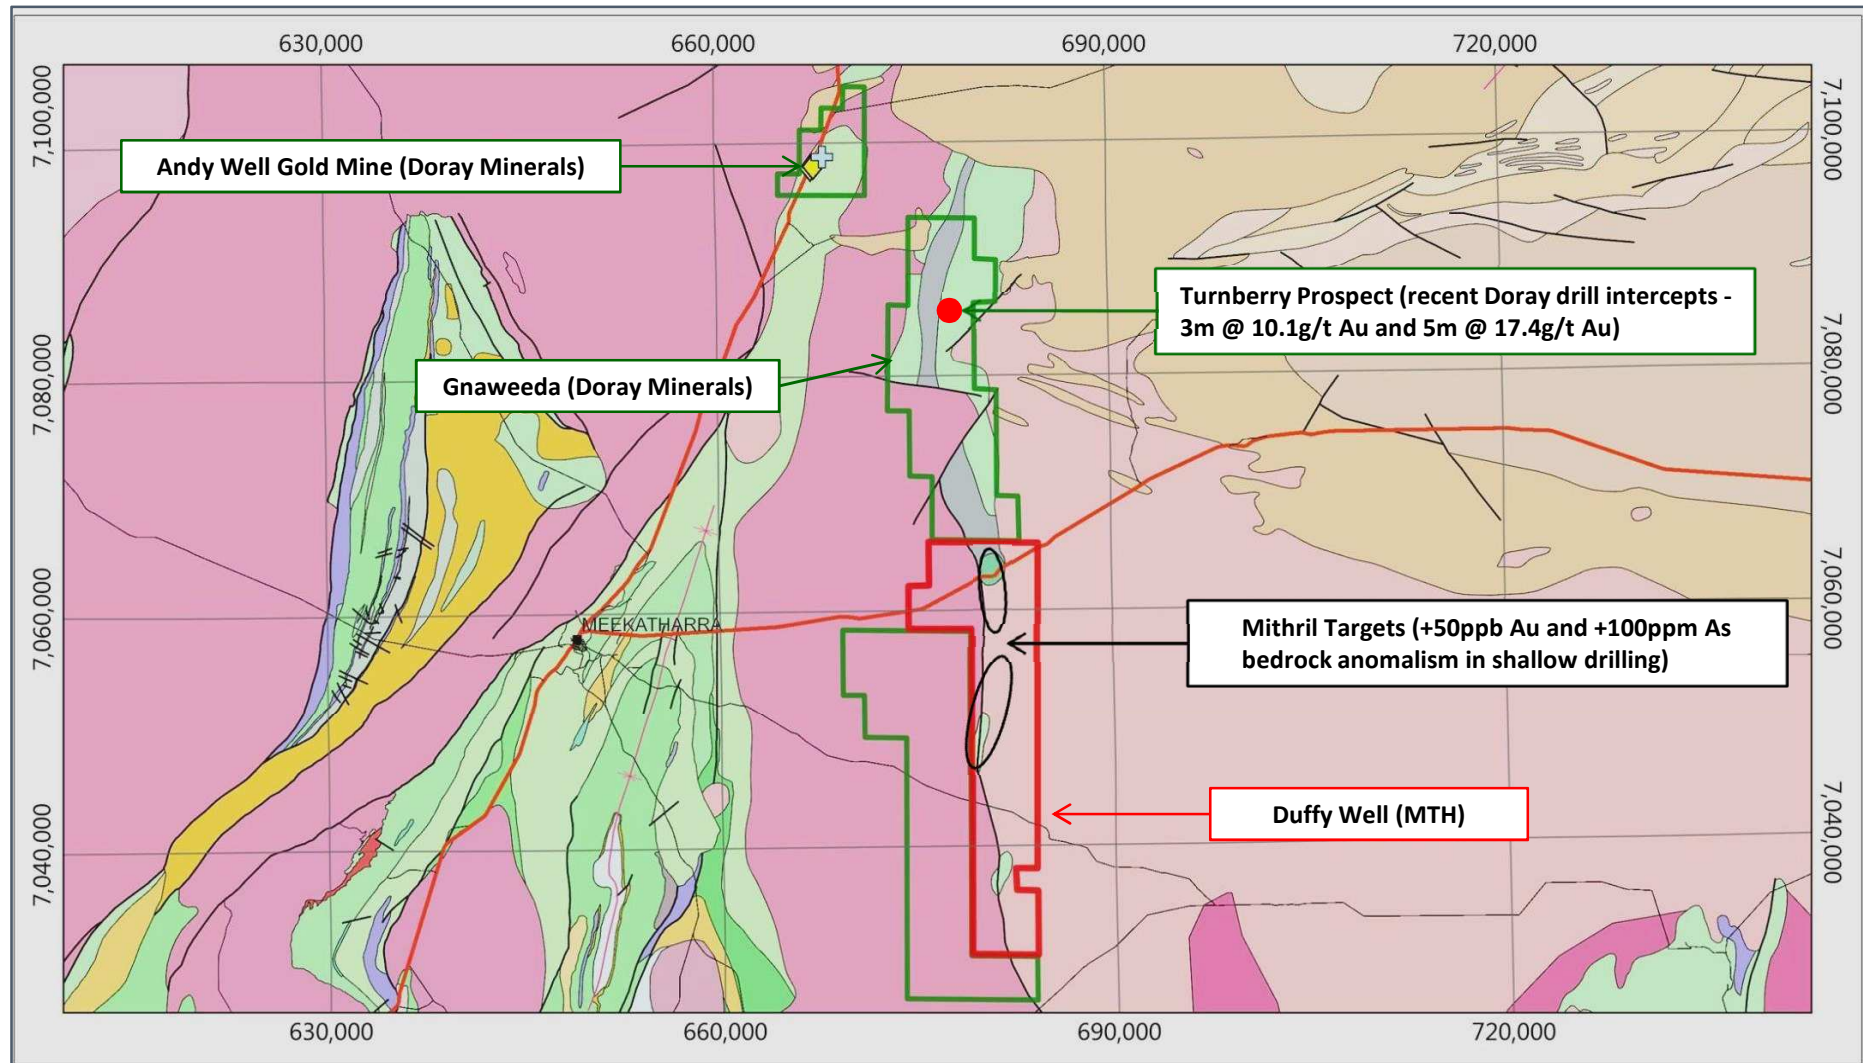 630,000
660,000
690,000
720,000
7,100,000
7,100,000
Andy Well Gold Mine (Doray Minerals)
Turnberry Prospect (recent Doray drill intercepts -
3m @ 10.1g/t Au and 5m @ 17.4g/t Au)
7,080,000
7,080,000
Gnaweeda (Doray Minerals)
7,060,000
7,060,000
MEEKATHARRA
Mithril Targets (+50ppb Au and +100ppm As
bedrock anomalism in shallow drilling)
Duffy Well (MTH)
7,040,000
7,040,000
630,000
660,000
690,000
720,000